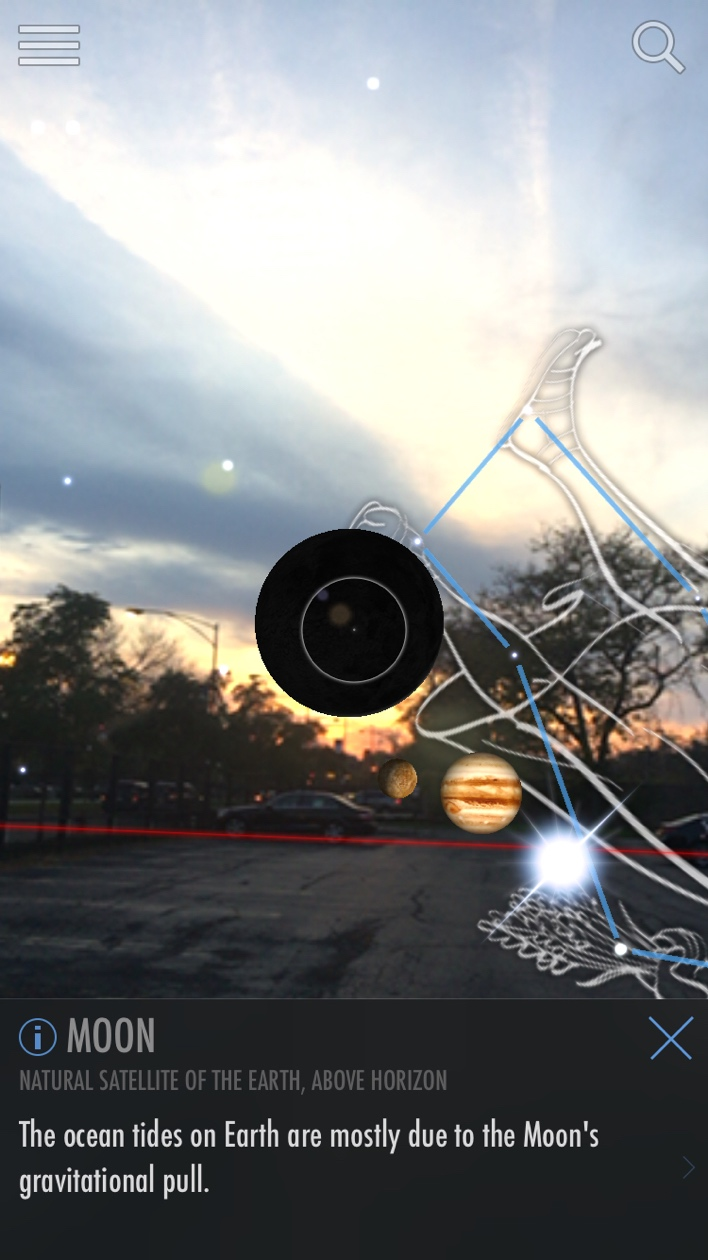 MOON
NATURAL SATELLITE OF THE EARTH, ABOVE HORIZON
The ocean tides on Earth are mostly due to the Moon's
gravitational pull.